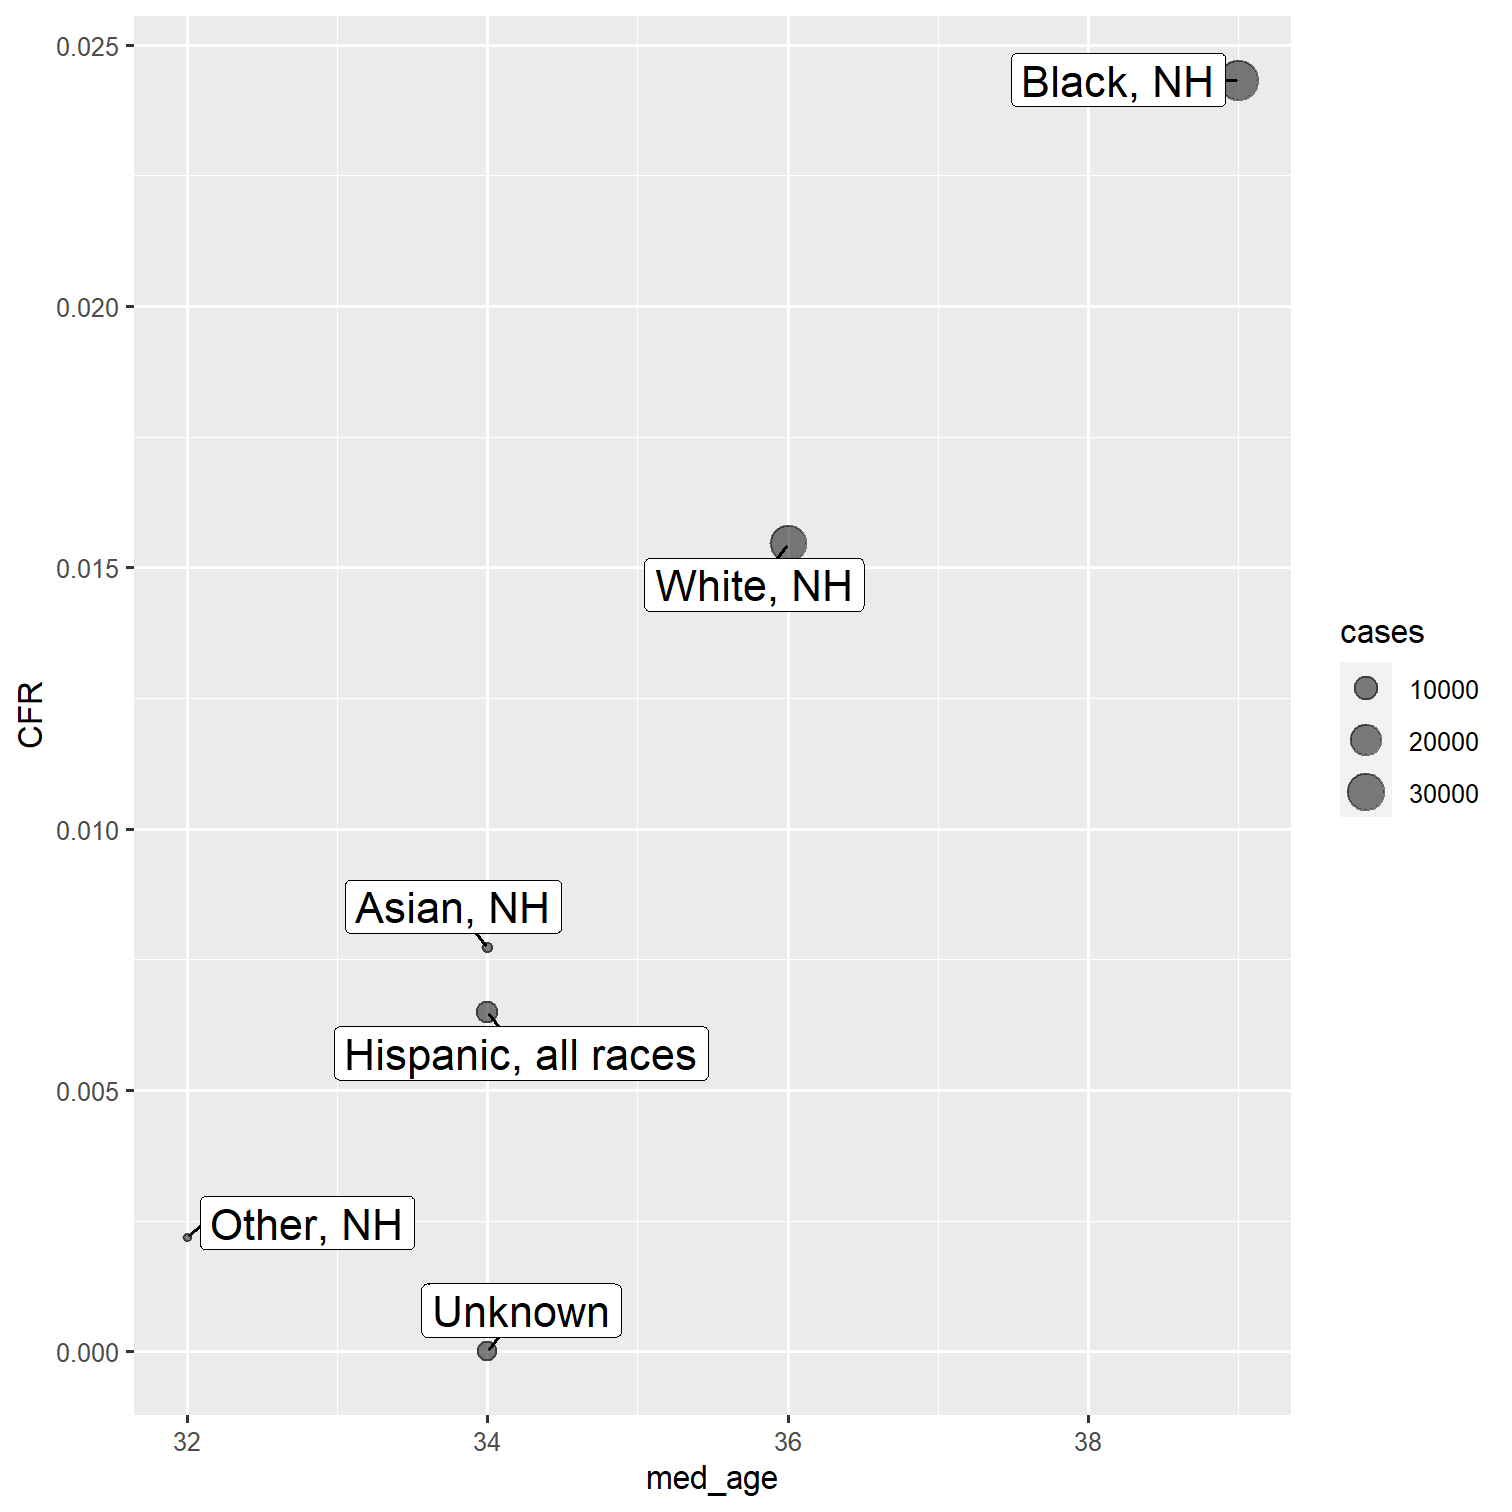 0.025
Black, NH
0.020
0.015
White, NH
CFR
cases
10000
20000
30000
0.010
Asian, NH
Hispanic, all races
0.005
Other, NH
Unknown
0.000
32 34 36 38
med_age